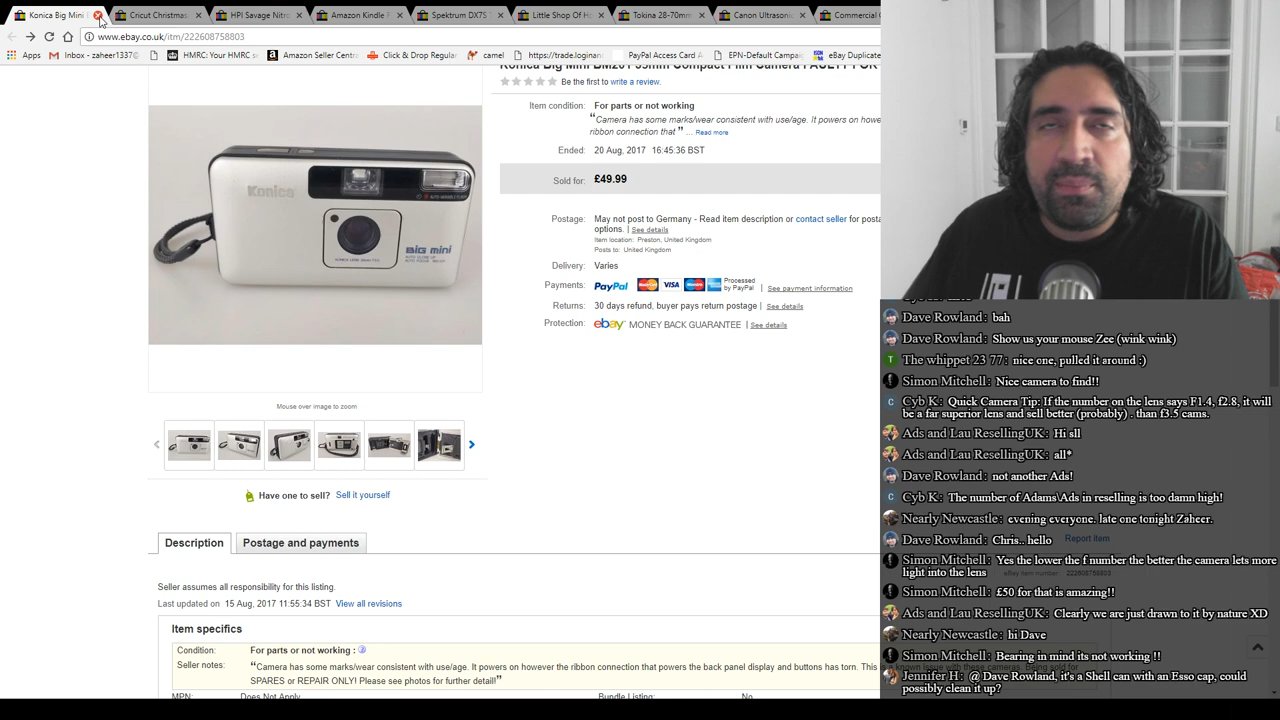 Konica Big Mini
Cricut Christmas
HPI Savage Nitro
Amazon Kindle
Spektrum DX7S
Little Shop Of H
Tokina 28-70mm
Canon Ultrasonic
Commercial
www.ebay.co.uk/itm/222608758803
Apps
Inbox - zaheer1337@
HMRC: Your HMRC s
Amazon Seller Centr
Click & Drop Regular
camel
https://trade.loginarw
PayPal Access Card
EPN-Default Campaig
eBay Duplicate
Be the first to write a review.
Item condition: For parts or not working
“Camera has some marks/wear consistent with use/age. It powers on howe
ribbon connection that ” ... Read more
Ended: 20 Aug, 2017 16:45:36 BST
Sold for: £49.99
Postage: May not post to Germany - Read item description or contact seller for posta
options. | See details
Item location: Preston, United Kingdom
Posts to: United Kingdom
Delivery: Varies
Payments: PayPal VISA Processed by PayPal | See payment information
Returns: 30 days refund, buyer pays return postage | See details
Protection: ebay MONEY BACK GUARANTEE | See details
Konica
BIG mini
Mouse over image to zoom
Have one to sell? Sell it yourself
Description
Postage and payments
Seller assumes all responsibility for this listing.
Last updated on 15 Aug, 2017 11:55:34 BST View all revisions
Item specifics
Condition: For parts or not working :
Seller notes: “Camera has some marks/wear consistent with use/age. It powers on however the ribbon connection that powers the back panel display and buttons has torn. This
SPARES or REPAIR ONLY! Please see photos for further detail!”
MPN: Does Not Apply
Bundle Listing: No
Dave Rowland: bah
Dave Rowland: Show us your mouse Zee (wink wink)
The whippet 23 77: nice one, pulled it around :)
Simon Mitchell: Nice camera to find!!
Cyb K: Quick Camera Tip: If the number on the lens says F1.4, f2.8, it will
be a far superior lens and sell better (probably) . than f3.5 cams.
Ads and Lau ResellingUK: Hi sll
Ads and Lau ResellingUK: all*
Dave Rowland: not another Ads!
Cyb K: The number of Adams\Ads in reselling is too damn high!
Nearly Newcastle: evening everyone. late one tonight Zaheer.
Dave Rowland: Chris.. hello
Report item
Simon Mitchell: Yes the lower the f number the better the camera lets more
light into the lens
Simon Mitchell: £50 for that is amazing!!
Ads and Lau ResellingUK: Clearly we are just drawn to it by nature XD
Nearly Newcastle: hi Dave
Simon Mitchell: Bearing in mind its not working !!
Jennifer H: @ Dave Rowland, it's a Shell can with an Esso cap, could
possibly clean it up?